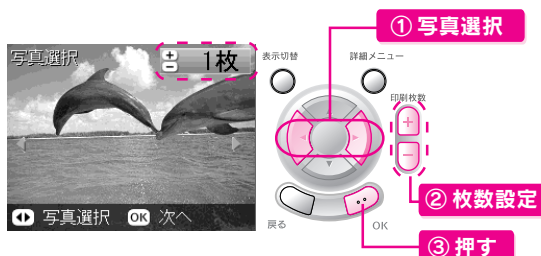 ① 写真選択
写真選択
+
−
1枚
表示切替
詳細メニュー
印刷枚数
+
−
② 枚数設定
写真選択 OK 次へ
戻る
OK
③ 押す